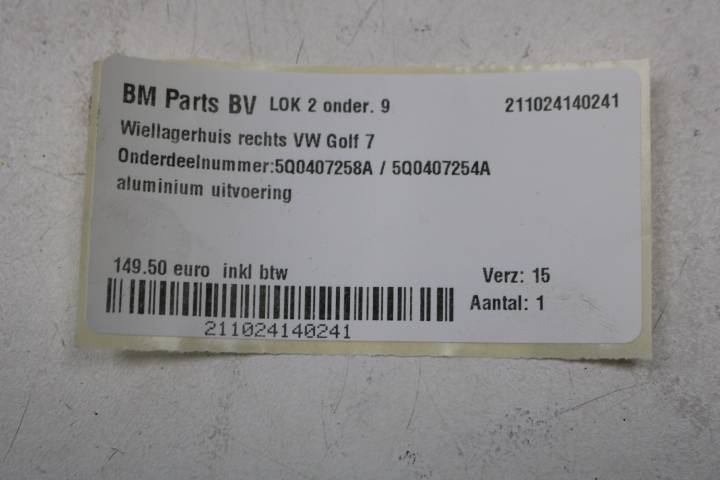 BM Parts BV LOK 2 onder. 9 211024140241
Wiellagerhuis rechts VW Golf 7
Onderdeelnummer:5Q0407258A / 5Q0407254A
aluminium uitvoering
149.50 euro inkl btw Verz: 15
Aantal: 1
211024140241